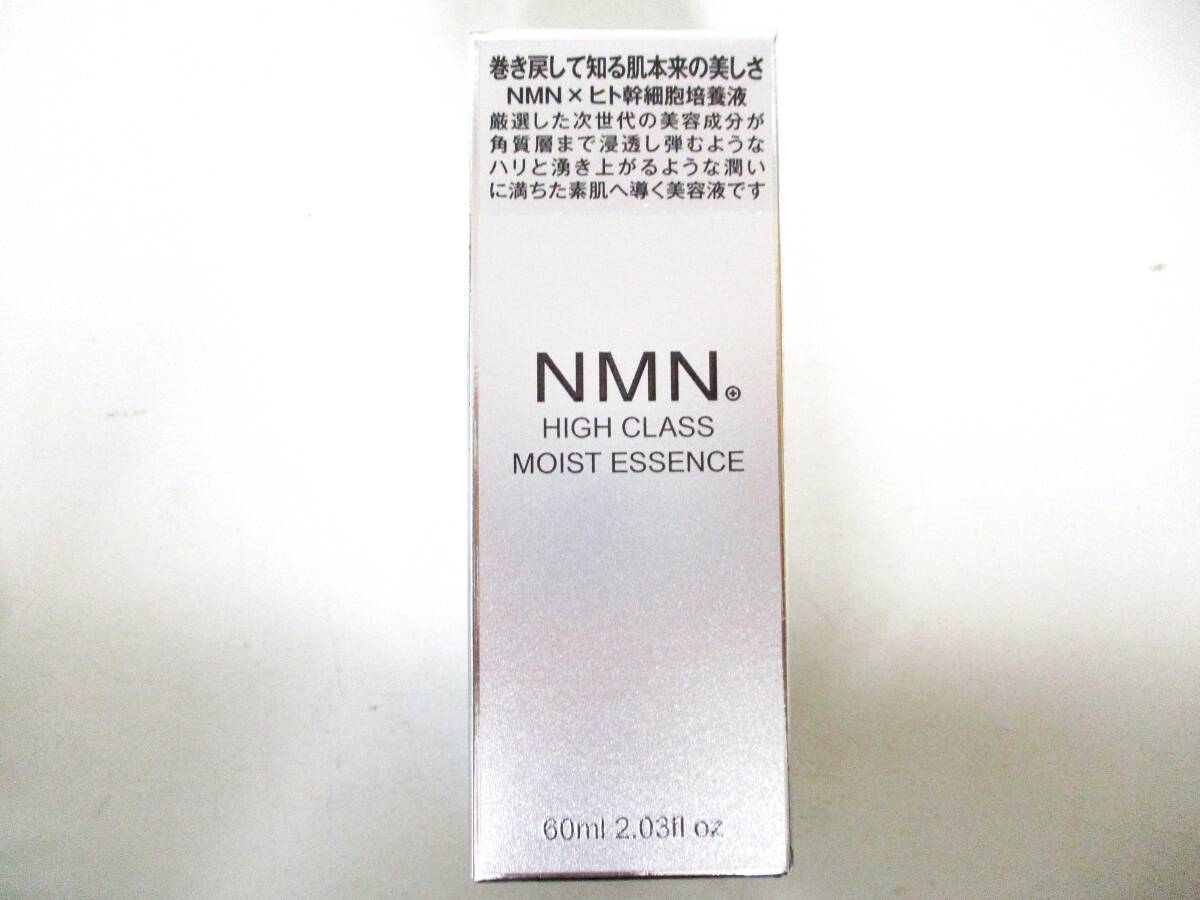 巻き戻して知る肌本来の美しさ
NMN×ヒト幹細胞培養液
厳選した次世代の美容成分が
角質層まで浸透し弾むような
ハリと湧き上がるような潤い
に満ちた素肌へ導く美容液です
NMN⊕
HIGH CLASS
MOIST ESSENCE
60ml 2.03fl oz